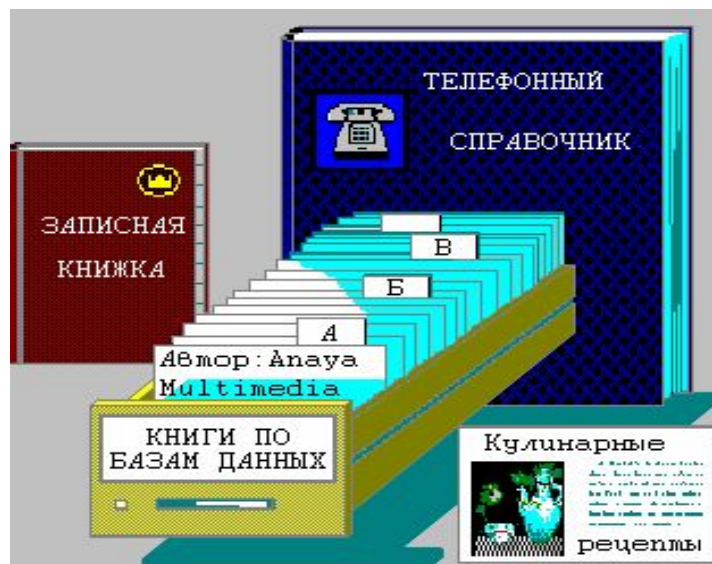 ТЕЛЕФОННЫЙ
СПРАВОЧНИК
ЗАПИСНАЯ
КНИЖКА
В
Б
А
Автор:Anaya
Multimedia
КНИГИ ПО
БАЗАМ ДАННЫХ
Кулинарные
рецепты